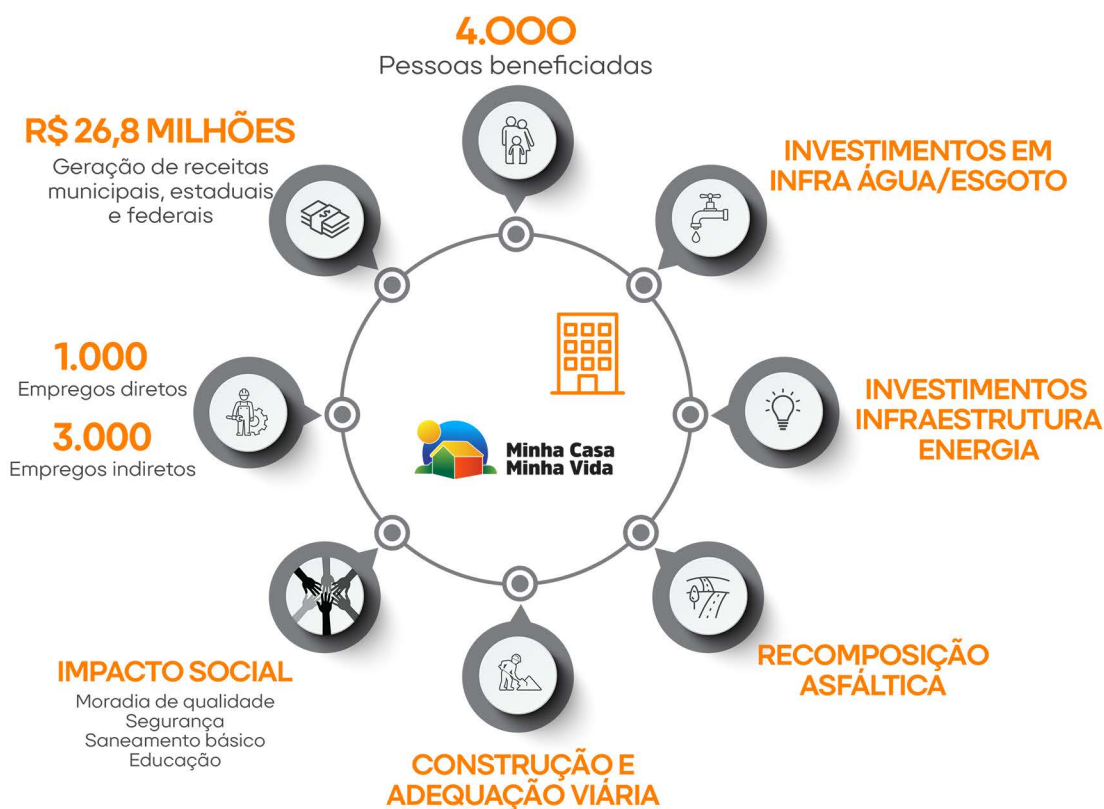 4.000
Pessoas beneficiadas
R$ 26,8 MILHÕES
Geração de receitas
municipais, estaduais
e federais
INVESTIMENTOS EM
INFRA ÁGUA/ESGOTO
1.000
Empregos diretos
3.000
Empregos indiretos
INVESTIMENTOS
INFRAESTRUTURA
ENERGIA
Minha Casa
Minha Vida
IMPACTO SOCIAL
Moradia de qualidade
Segurança
Saneamento básico
Educação
RECOMPOSIÇÃO
ASFÁLTICA
CONSTRUÇÃO E
ADEQUAÇÃO VIÁRIA